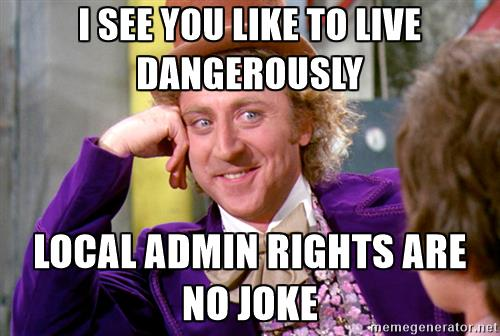 I SEE YOU LIKE TO LIVE
DANGEROUSLY
LOCAL ADMIN RIGHTS ARE
NO JOKE
memegenerator.net